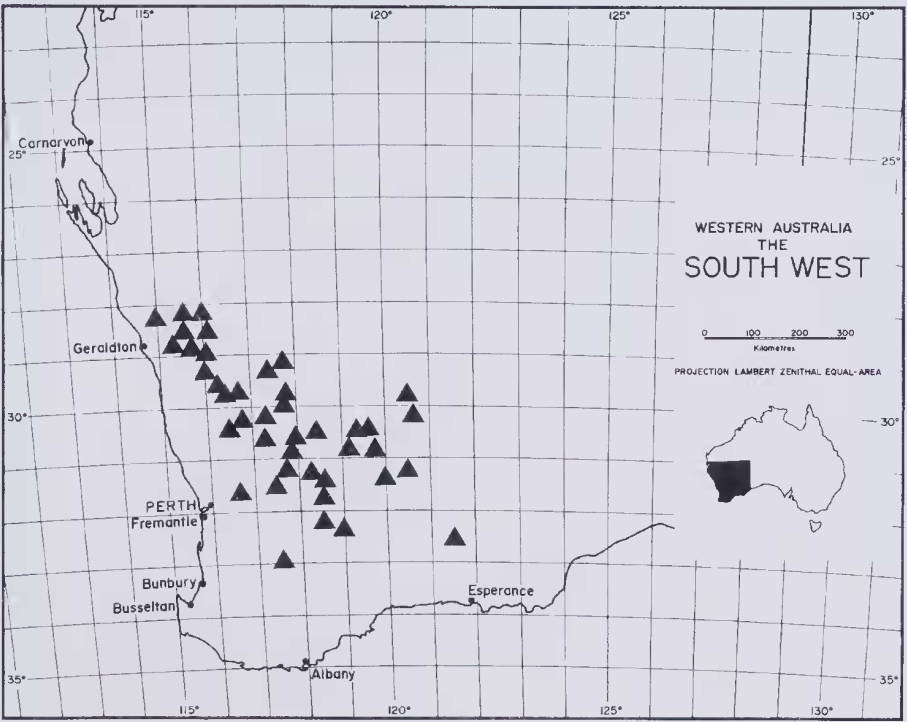 115° 120° 125° 130°
Carnarvon
25° 25°
WESTERN AUSTRALIA
THE
SOUTH WEST
0 100 200 300
Kilometres
Geraldton
PROJECTION LAMBERT ZENITHAL EQUAL-AREA
30° 30°
PERTH
Fremantle
Bunbury
Busseltan
Esperance
Albany
35° 35°
115° 120° 125° 130°